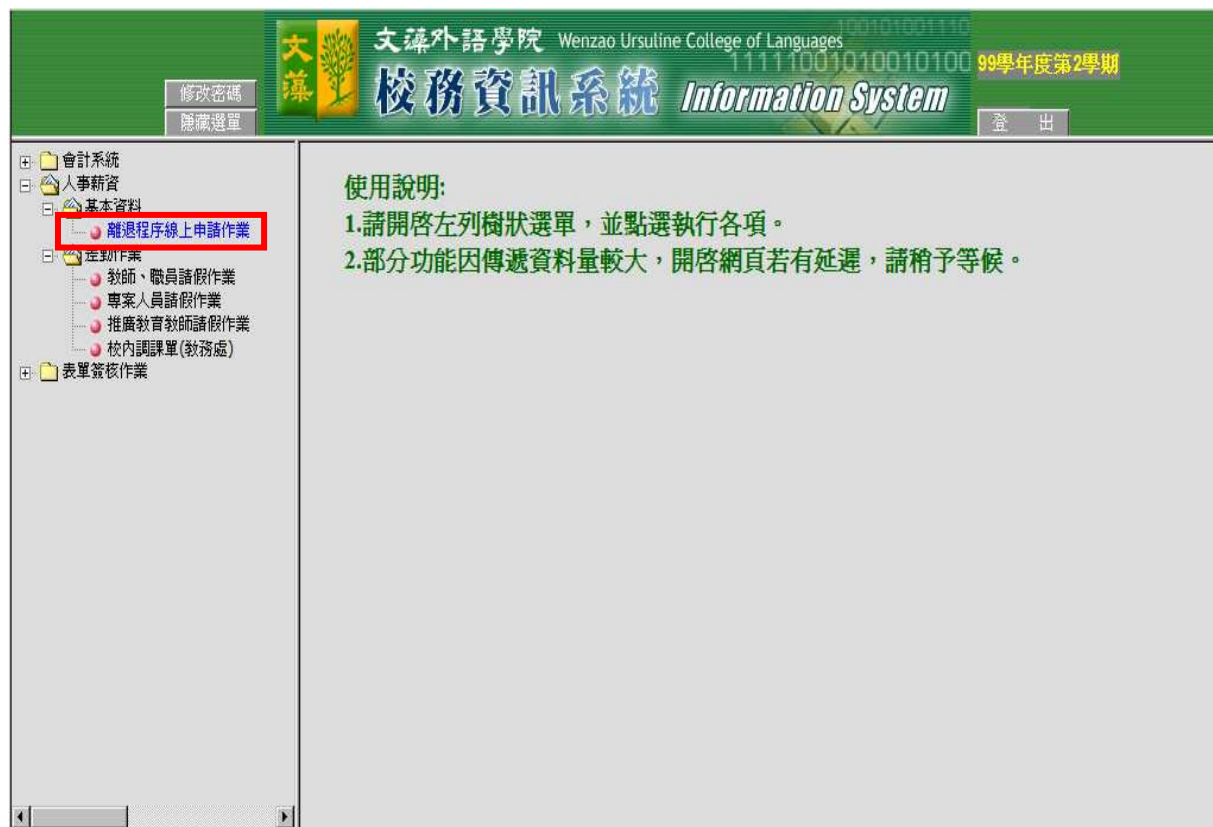 文藻
文藻外語學院 Wenzao Ursuline College of Languages
校務資訊系統 Information System
99學年度第2學期
修改密碼
隱藏選單
登 出
會計系統
人事薪資
基本資料
離退程序線上申請作業
差勤作業
教師、職員請假作業
專案人員請假作業
推廣教育教師請假作業
校內調課單(教務處)
表單簽核作業
使用說明:
1.請開啓左列樹狀選單，並點選執行各項。
2.部分功能因傳遞資料量較大，開啓網頁若有延遲，請稍予等候。